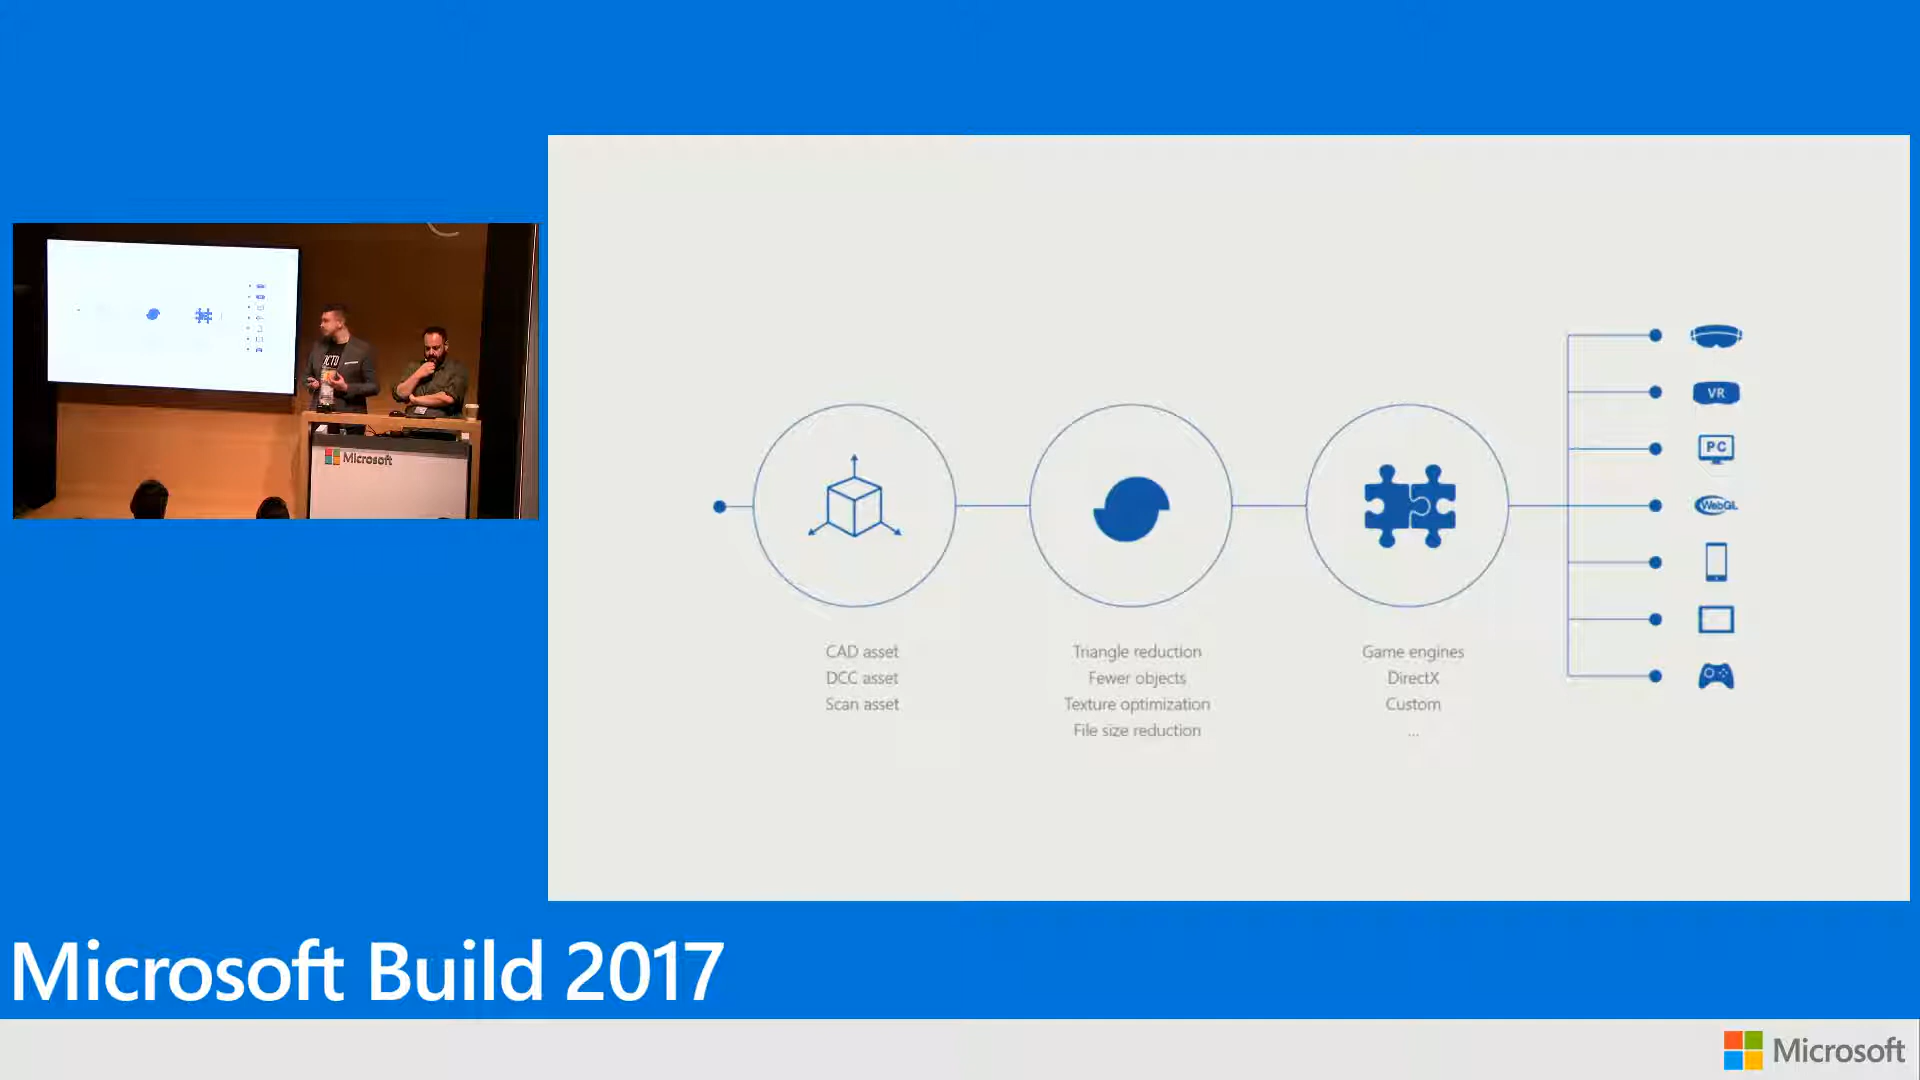 Microsoft
CAD asset
DCC asset
Scan asset
Triangle reduction
Fewer objects
Texture optimization
File size reduction
Game engines
DirectX
Custom
...
VR
PC
WebGL
Microsoft Build 2017
Microsoft